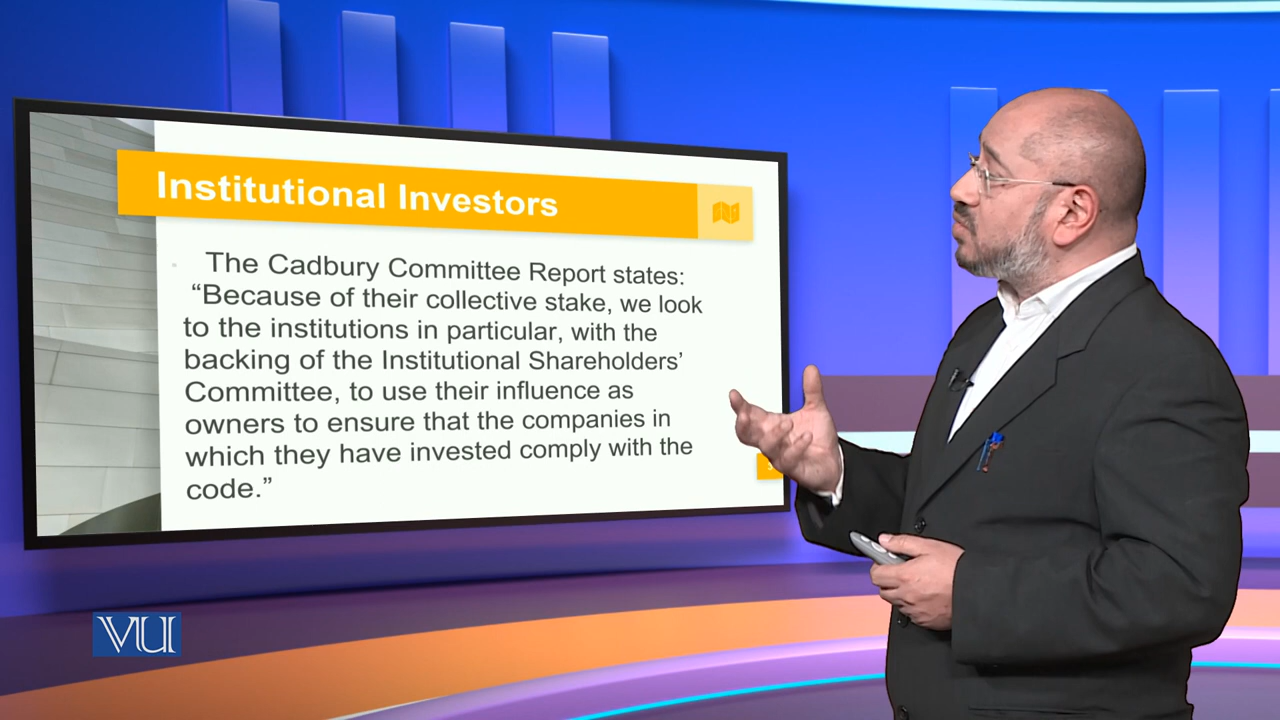 Institutional Investors
The Cadbury Committee Report states:
“Because of their collective stake, we look
to the institutions in particular, with the
backing of the Institutional Shareholders’
Committee, to use their influence as
owners to ensure that the companies in
which they have invested comply with the
code.”
VU